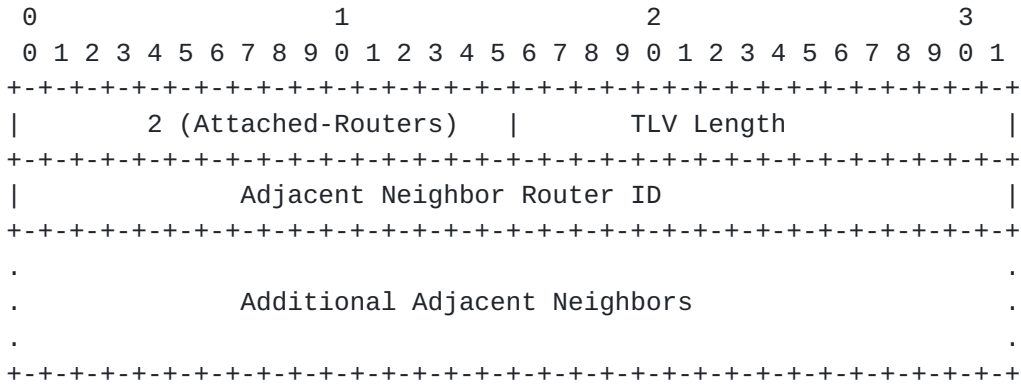 0                   1                   2                   3
 0 1 2 3 4 5 6 7 8 9 0 1 2 3 4 5 6 7 8 9 0 1 2 3 4 5 6 7 8 9 0 1
+-+-+-+-+-+-+-+-+-+-+-+-+-+-+-+-+-+-+-+-+-+-+-+-+-+-+-+-+-+-+-+-+
|        2 (Attached-Routers)   |       TLV Length              |
+-+-+-+-+-+-+-+-+-+-+-+-+-+-+-+-+-+-+-+-+-+-+-+-+-+-+-+-+-+-+-+-+
|              Adjacent Neighbor Router ID                      |
+-+-+-+-+-+-+-+-+-+-+-+-+-+-+-+-+-+-+-+-+-+-+-+-+-+-+-+-+-+-+-+-+
.                                                               .
.              Additional Adjacent Neighbors                    .
.                                                               .
+-+-+-+-+-+-+-+-+-+-+-+-+-+-+-+-+-+-+-+-+-+-+-+-+-+-+-+-+-+-+-+-+